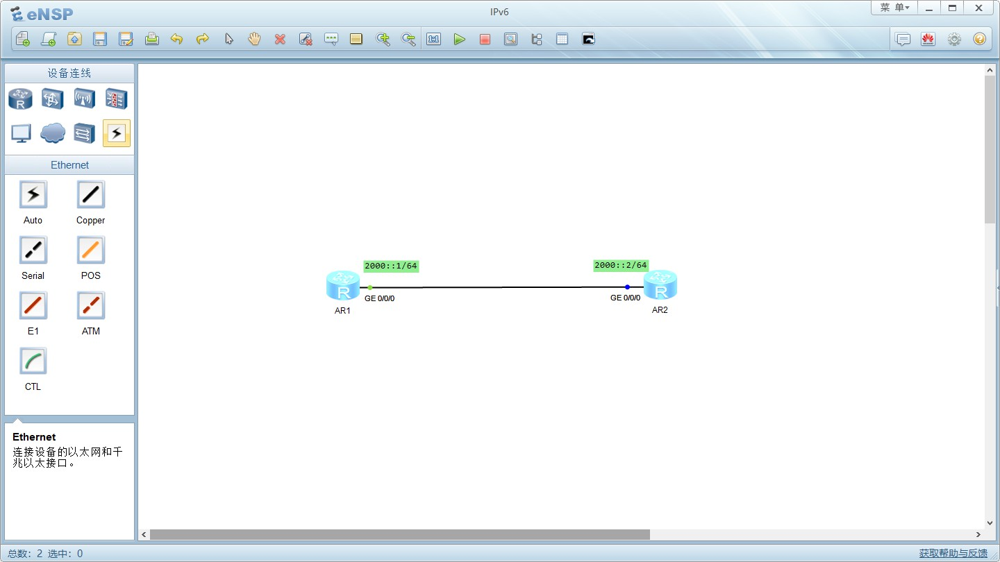 eNSP
IPv6
菜 单
设备连线
R
Ethernet
Auto
Copper
Serial
POS
E1
ATM
CTL
Ethernet
连接设备的以太网和千
兆以太接口。
2000::1/64
2000::2/64
R
R
GE 0/0/0
GE 0/0/0
AR1
AR2
总数: 2 选中: 0
获取帮助与反馈